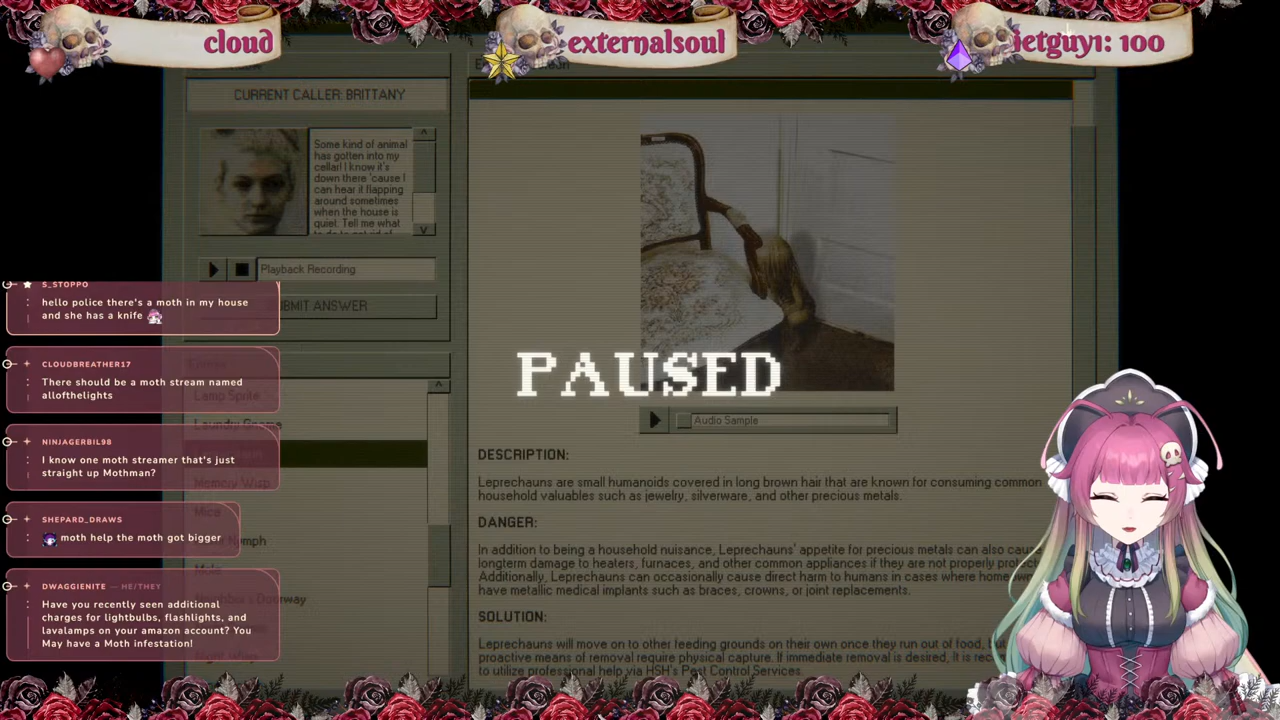 cloud
externalsoul
ietguy1: 100
CURRENT CALLER: BRITTANY
Some kind of animal
has gotten into my
cellar! I know it's
down there 'cause I
can hear it flapping
around sometimes
when the house is
quiet. Tell me what
Playback Recording
UBMIT ANSWER
S_STOPPO
hello police there's a moth in my house
and she has a knife
CLOUDBREATHER17
There should be a moth stream named
allofthelights
NINJAGERBIL98
I know one moth streamer that's just
straight up Mothman?
SHEPARD_DRAWS
moth help the moth got bigger
DWAGGIENITE — HE/THEY
Have you recently seen additional
charges for lightbulbs, flashlights, and
lavalamps on your amazon account? You
May have a Moth infestation!
Lamp Sprite
Laundry Gnome
Memory Wisp
Mica
Nymph
Mole
Neighbor's Doorway
Night Wisp
PAUSED
Audio Sample
DESCRIPTION:
Leprechauns are small humanoids covered in long brown hair that are known for consuming common
household valuables such as jewelry, silverware, and other precious metals.
DANGER:
In addition to being a household nuisance, Leprechauns' appetite for precious metals can also cause
longterm damage to heaters, furnaces, and other common appliances if they are not properly protec
Additionally, Leprechauns can occasionally cause direct harm to humans in cases where homeown
have metallic medical implants such as braces, crowns, or joint replacements.
SOLUTION:
Leprechauns will move on to other feeding grounds on their own once they run out of food, but
proactive means of removal require physical capture. If immediate removal is desired, it is rec
to utilize professional help via HSH's Pest Control Services.